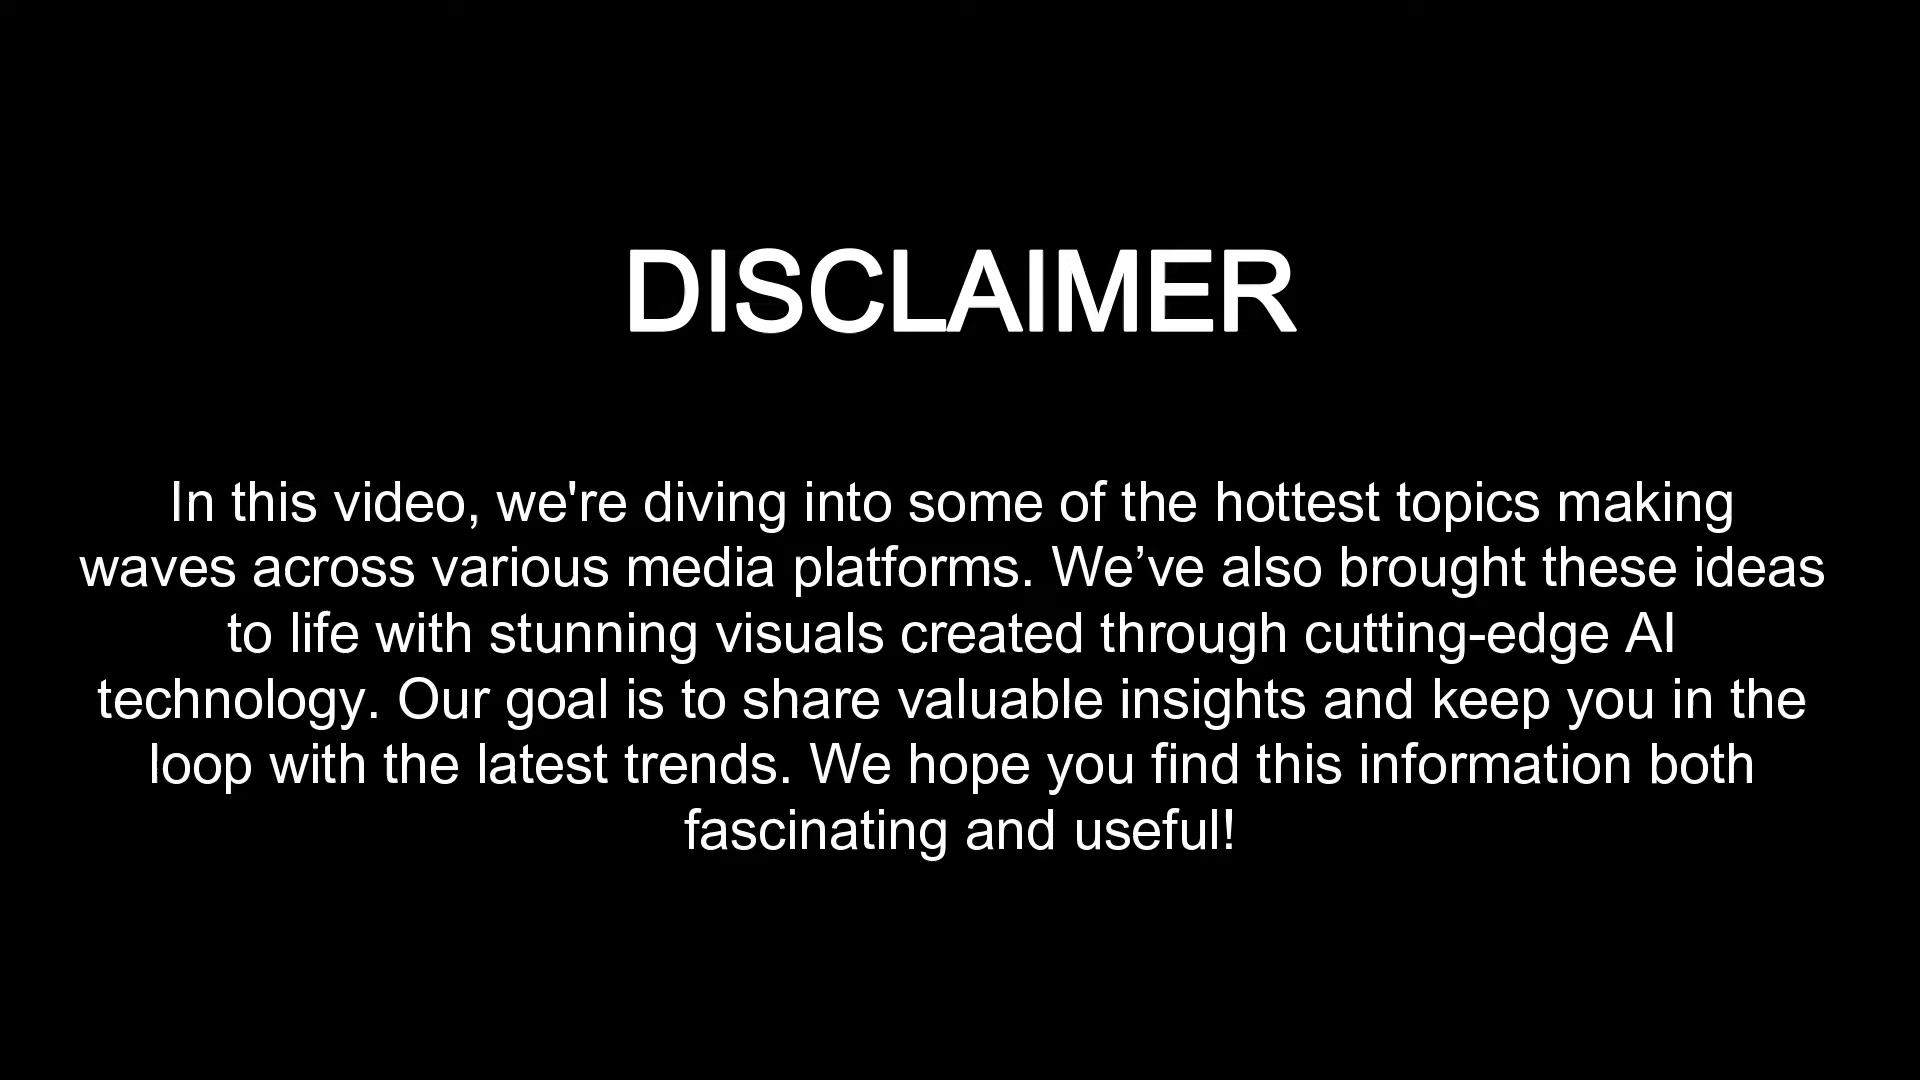 DISCLAIMER
In this video, we're diving into some of the hottest topics making
waves across various media platforms. We’ve also brought these ideas
to life with stunning visuals created through cutting-edge AI
technology. Our goal is to share valuable insights and keep you in the
loop with the latest trends. We hope you find this information both
fascinating and useful!